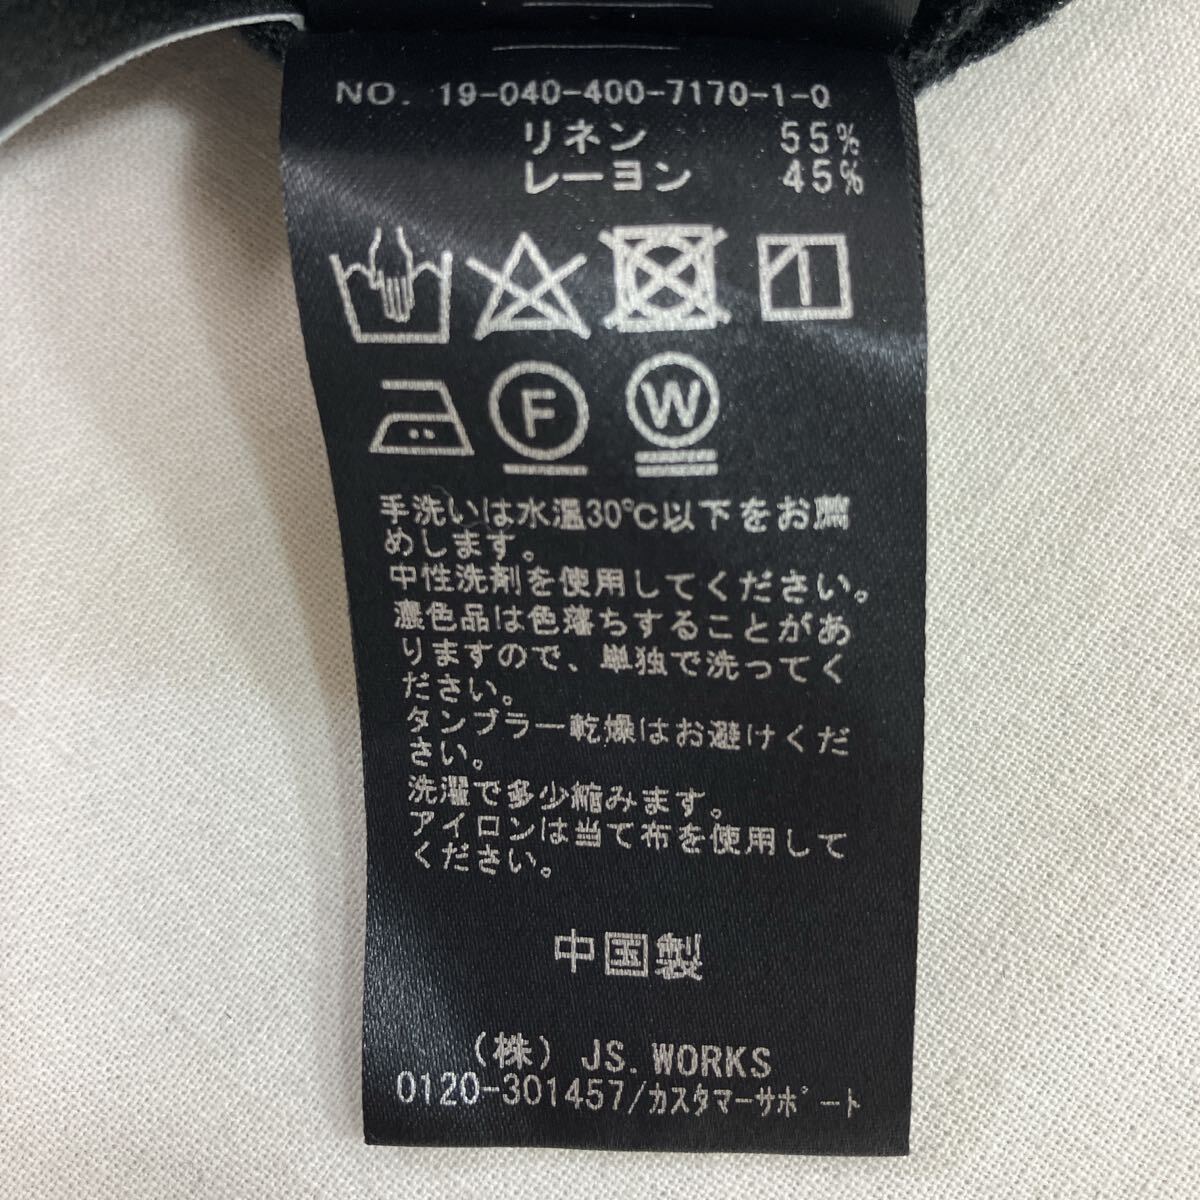 NO. 19-040-400-7170-1-0
リネン 55%
レーヨン 45%
F
W
手洗いは水温30℃以下をお薦
めします。
中性洗剤を使用してください。
濃色品は色落ちすることがあ
りますので、単独で洗ってく
ださい。
タンブラー乾燥はお避けくだ
さい。
洗濯で多少縮みます。
アイロンは当て布を使用して
ください。
中国製
(株) JS. WORKS
0120-301457/カスタマーサポート